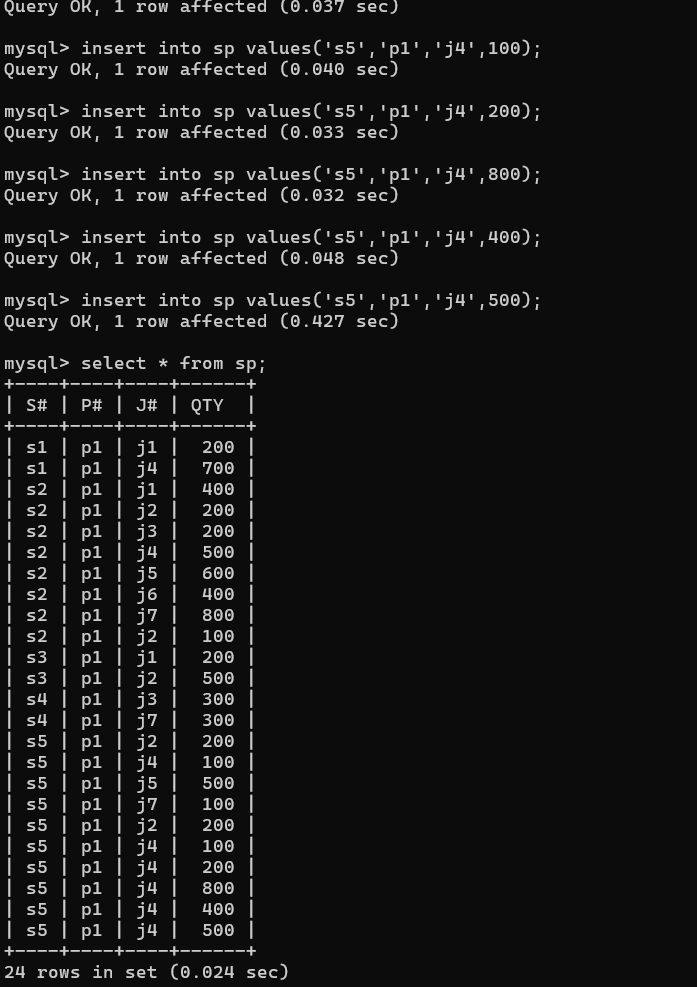 Query OK, 1 row affected (0.037 sec)
mysql> insert into sp values('s5','p1','j4',100);
Query OK, 1 row affected (0.040 sec)
mysql> insert into sp values('s5','p1','j4',200);
Query OK, 1 row affected (0.033 sec)
mysql> insert into sp values('s5','p1','j4',800);
Query OK, 1 row affected (0.032 sec)
mysql> insert into sp values('s5','p1','j4',400);
Query OK, 1 row affected (0.048 sec)
mysql> insert into sp values('s5','p1','j4',500);
Query OK, 1 row affected (0.427 sec)
mysql> select * from sp;
+----+----+----+------+
| S# | P# | J# | QTY  |
+----+----+----+------+
| s1 | p1 | j1 |  200 |
| s1 | p1 | j4 |  700 |
| s2 | p1 | j1 |  400 |
| s2 | p1 | j2 |  200 |
| s2 | p1 | j3 |  200 |
| s2 | p1 | j4 |  500 |
| s2 | p1 | j5 |  600 |
| s2 | p1 | j6 |  400 |
| s2 | p1 | j7 |  800 |
| s2 | p1 | j2 |  100 |
| s3 | p1 | j1 |  200 |
| s3 | p1 | j2 |  500 |
| s4 | p1 | j3 |  300 |
| s4 | p1 | j7 |  300 |
| s5 | p1 | j2 |  200 |
| s5 | p1 | j4 |  100 |
| s5 | p1 | j5 |  500 |
| s5 | p1 | j7 |  100 |
| s5 | p1 | j2 |  200 |
| s5 | p1 | j4 |  100 |
| s5 | p1 | j4 |  200 |
| s5 | p1 | j4 |  800 |
| s5 | p1 | j4 |  400 |
| s5 | p1 | j4 |  500 |
+----+----+----+------+
24 rows in set (0.024 sec)